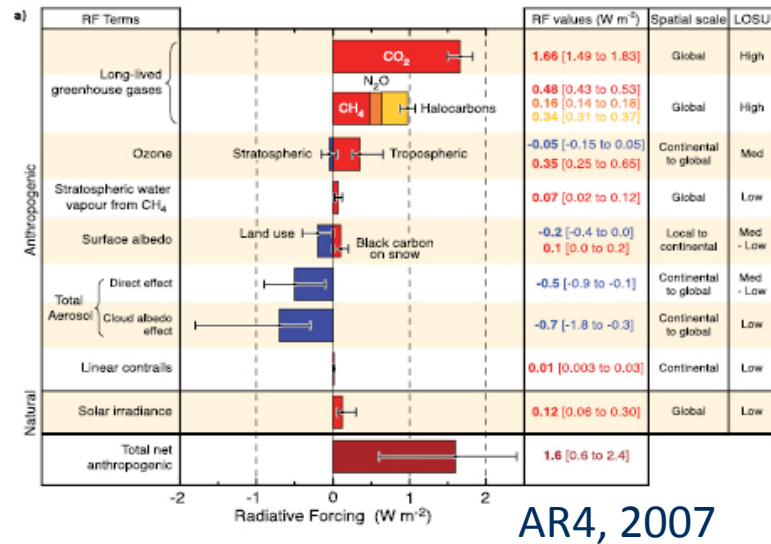 a)
RF Terms
RF values (W m-2)
Spatial scale
LOSU
Anthropogenic
Long-lived
greenhouse gases
CO2
1.66 [1.49 to 1.83]
Global
High
N2O
CH4
Halocarbons
0.48 [0.43 to 0.53]
0.16 [0.14 to 0.18]
0.34 [0.31 to 0.37]
Global
High
Ozone
Stratospheric
Tropospheric
-0.05 [-0.15 to 0.05]
0.35 [0.25 to 0.65]
Continental
to global
Med
Stratospheric water
vapour from CH4
0.07 [0.02 to 0.12]
Global
Low
Surface albedo
Land use
Black carbon
on snow
-0.2 [-0.4 to 0.0]
0.1 [0.0 to 0.2]
Local to
continental
Med
- Low
Total
Aerosol
Direct effect
-0.5 [-0.9 to -0.1]
Continental
to global
Med
- Low
Cloud albedo
effect
-0.7 [-1.8 to -0.3]
Continental
to global
Low
Linear contrails
0.01 [0.003 to 0.03]
Continental
Low
Natural
Solar irradiance
0.12 [0.06 to 0.30]
Global
Low
Total net
anthropogenic
1.6 [0.6 to 2.4]
-2 -1 0 1 2
Radiative Forcing (W m-2)
AR4, 2007